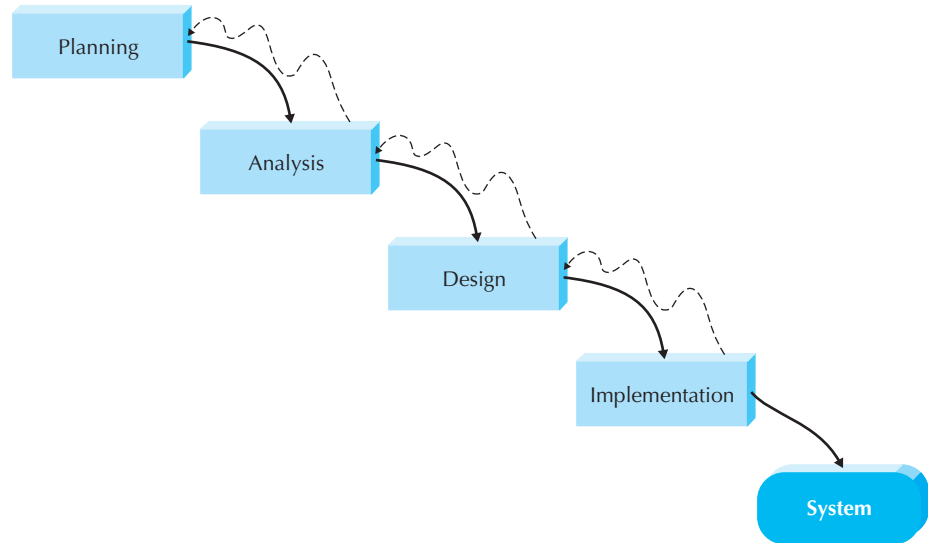 Planning
Analysis
Design
Implementation
System